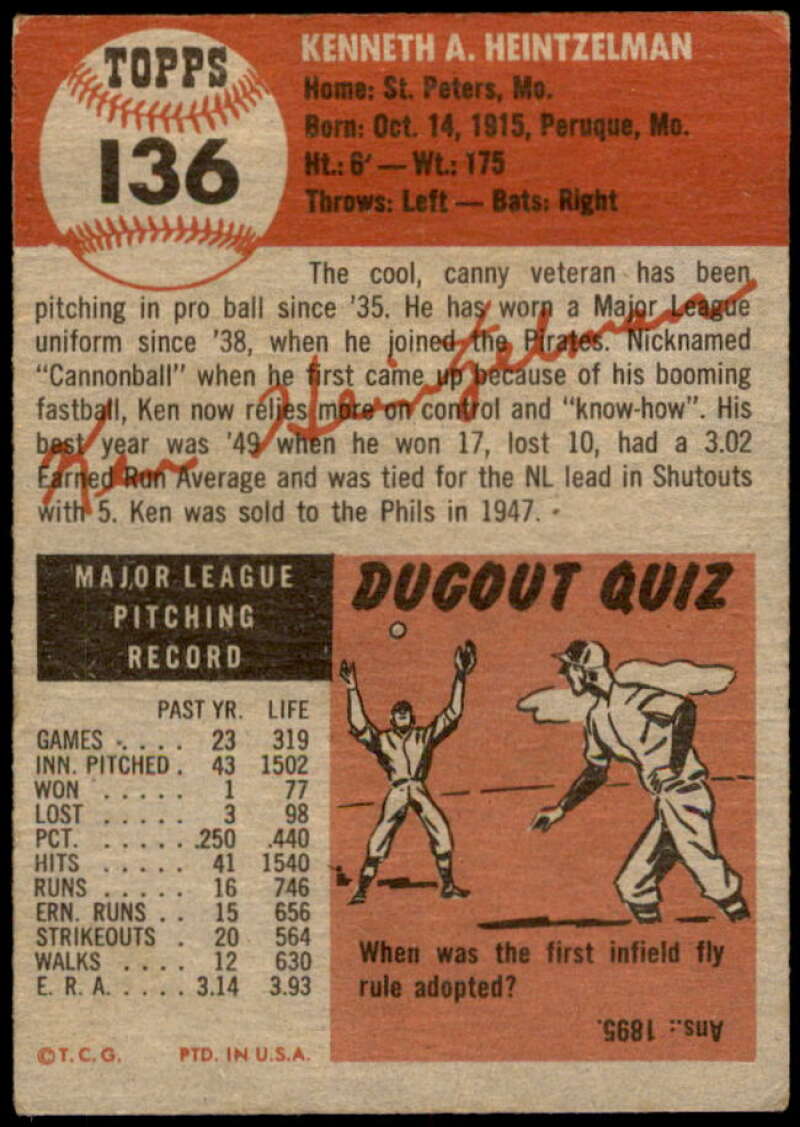 TOPPS
136
KENNETH A. HEINTZELMAN
Home: St. Peters, Mo.
Born: Oct. 14, 1915, Peruque, Mo.
Ht.: 6' — Wt.: 175
Throws: Left — Bats: Right
The cool, canny veteran has been
pitching in pro ball since '35. He has worn a Major League
uniform since '38, when he joined the Pirates. Nicknamed
"Cannonball" when he first came up because of his booming
fastball, Ken now relies more on control and "know-how". His
best year was '49 when he won 17, lost 10, had a 3.02
Earned Run Average and was tied for the NL lead in Shutouts
with 5. Ken was sold to the Phils in 1947.
Ken Heintzelman
MAJOR LEAGUE
PITCHING
RECORD
PAST YR. LIFE
GAMES . . . . . 23 319
INN. PITCHED . 43 1502
WON . . . . . 1 77
LOST . . . . . 3 98
PCT. . . . . . .250 .440
HITS . . . . . 41 1540
RUNS . . . . . 16 746
ERN. RUNS . . 15 656
STRIKEOUTS . 20 564
WALKS . . . . 12 630
E. R. A. . . . . 3.14 3.93
©T.C.G. PTD. IN U.S.A.
DUGOUT QUIZ
When was the first infield fly
rule adopted?
Ans.: 1895.